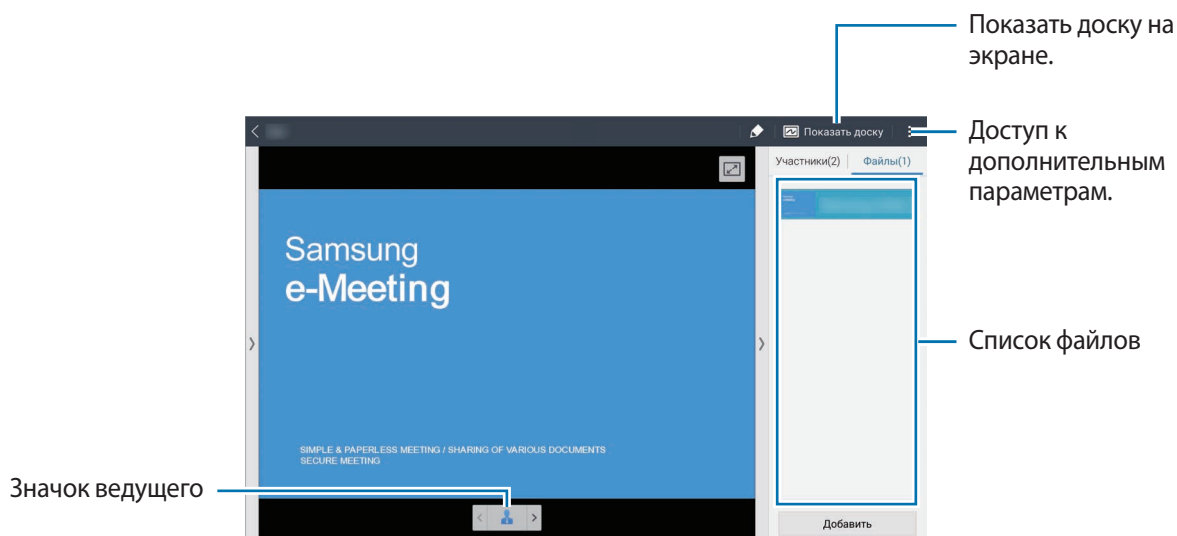 Показать доску на
экране.
Показать доску
Доступ к
дополнительным
параметрам.
Участники(2)
Файлы(1)
Samsung
e-Meeting
Список файлов
SIMPLE & PAPERLESS MEETING / SHARING OF VARIOUS DOCUMENTS
SECURE MEETING
Значок ведущего
Добавить